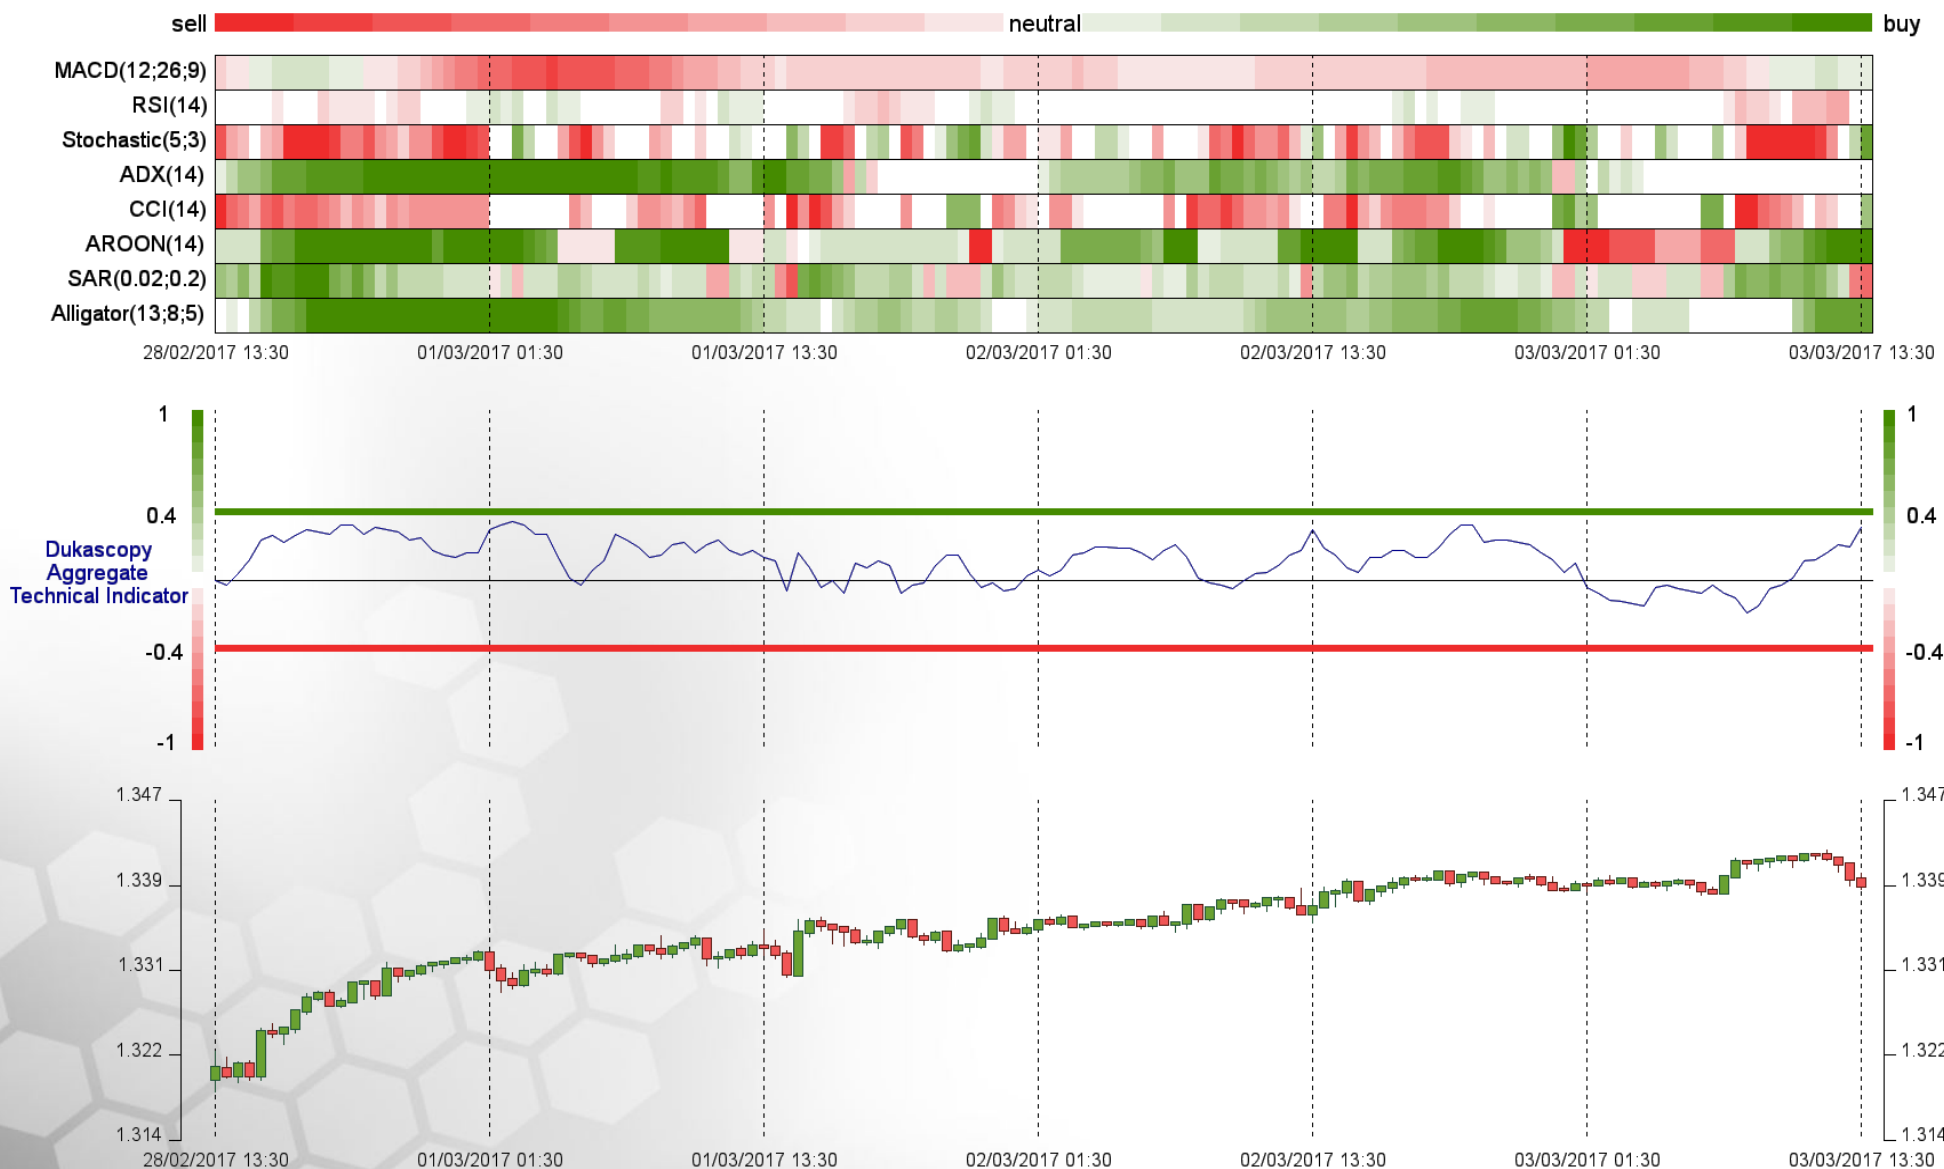 sell neutral buy
MACD(12;26;9)
RSI(14)
Stochastic(5;3)
ADX(14)
CCI(14)
AROON(14)
SAR(0.02;0.2)
Alligator(13;8;5)
28/02/2017 13:30 01/03/2017 01:30 01/03/2017 13:30 02/03/2017 01:30 02/03/2017 13:30 03/03/2017 01:30 03/03/2017 13:30
1 1
0.4 0.4
Dukascopy
Aggregate
Technical Indicator
-0.4 -0.4
-1 -1
1.347 1.347
1.339 1.339
1.331 1.331
1.322 1.322
1.314 1.314
28/02/2017 13:30 01/03/2017 01:30 01/03/2017 13:30 02/03/2017 01:30 02/03/2017 13:30 03/03/2017 01:30 03/03/2017 13:30